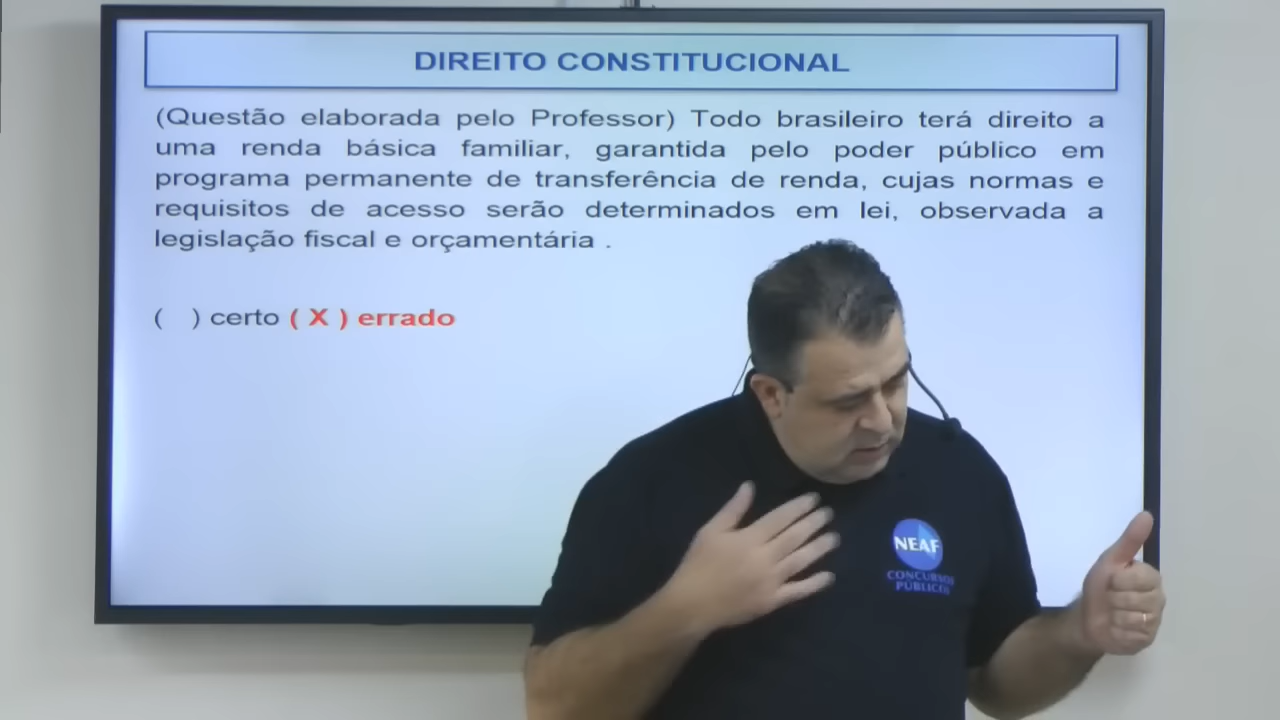 DIREITO CONSTITUCIONAL
(Questão elaborada pelo Professor) Todo brasileiro terá direito a
uma renda básica familiar, garantida pelo poder público em
programa permanente de transferência de renda, cujas normas e
requisitos de acesso serão determinados em lei, observada a
legislação fiscal e orçamentária .
( ) certo ( X ) errado
NEAF
CONCURSOS
PÚBLICOS